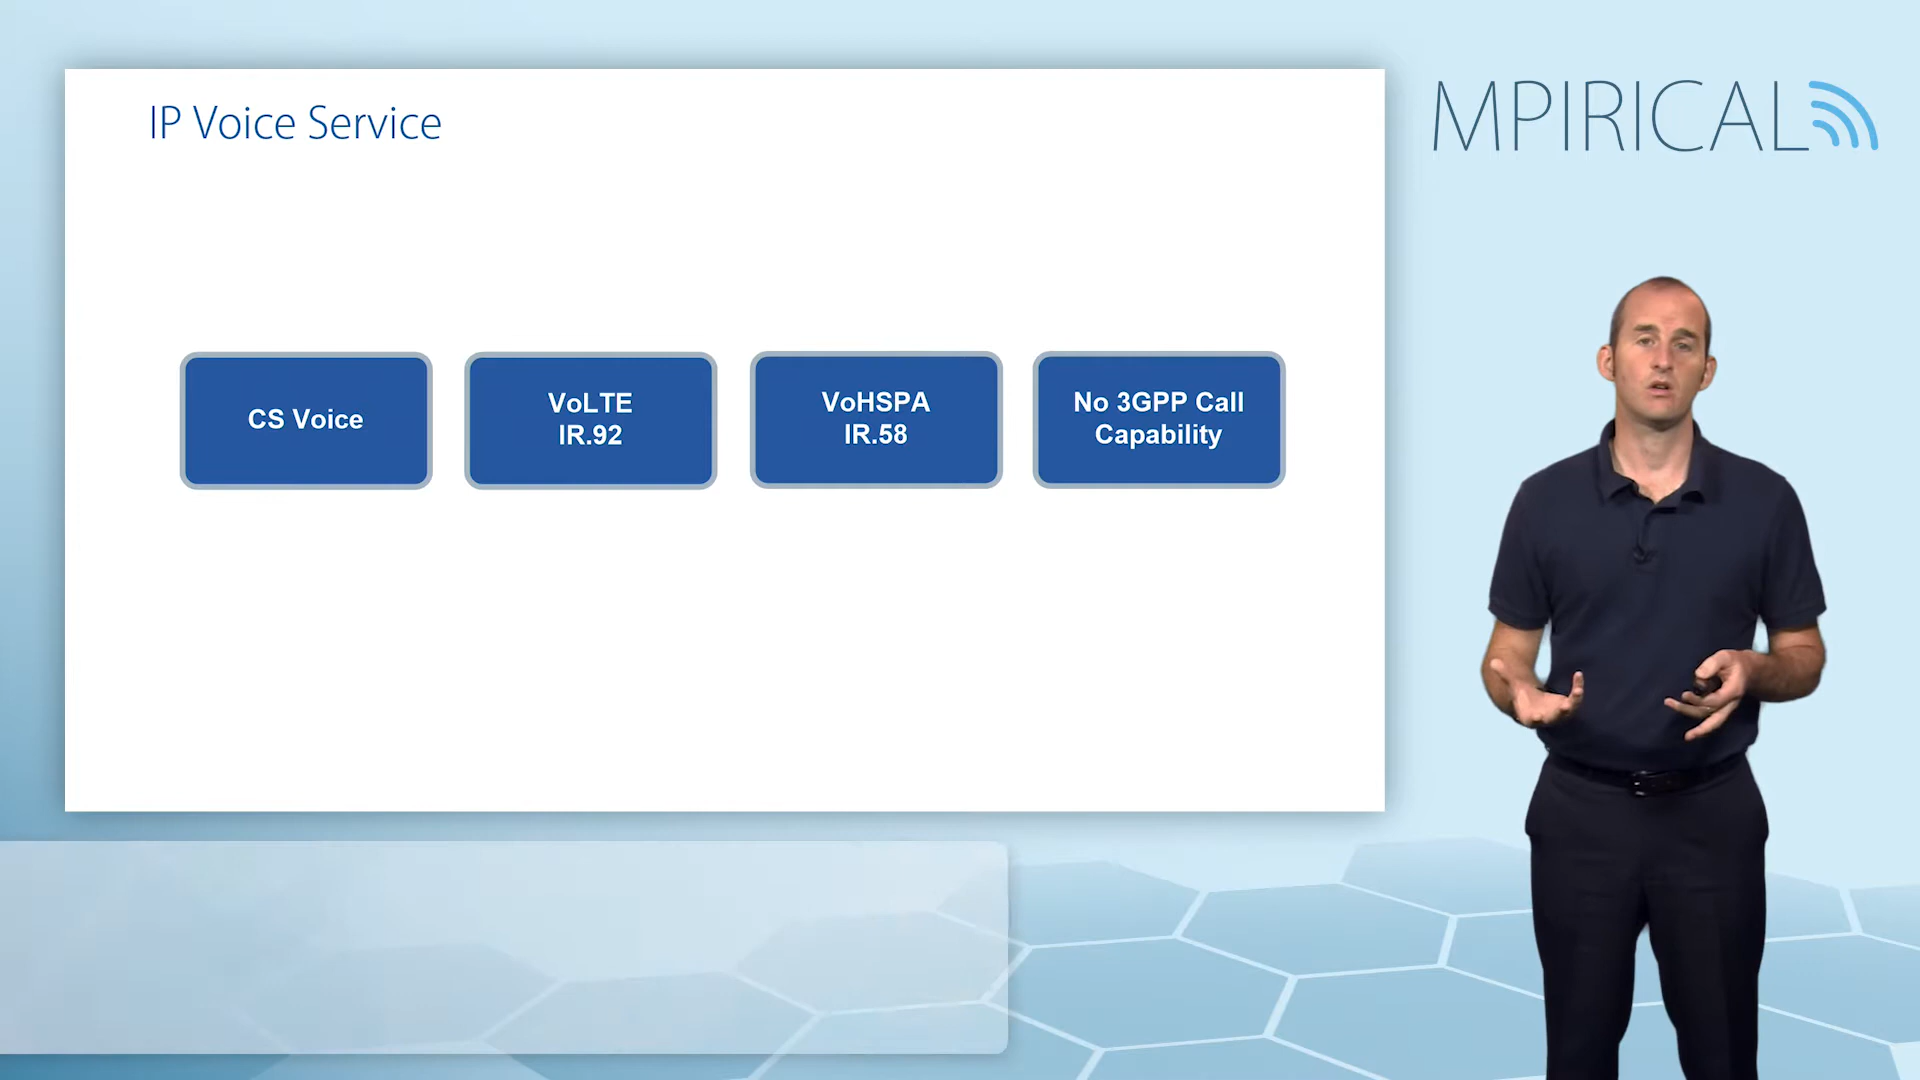 IP Voice Service
MPIRICAL
CS Voice
VoLTE
IR.92
VoHSPA
IR.58
No 3GPP Call
Capability